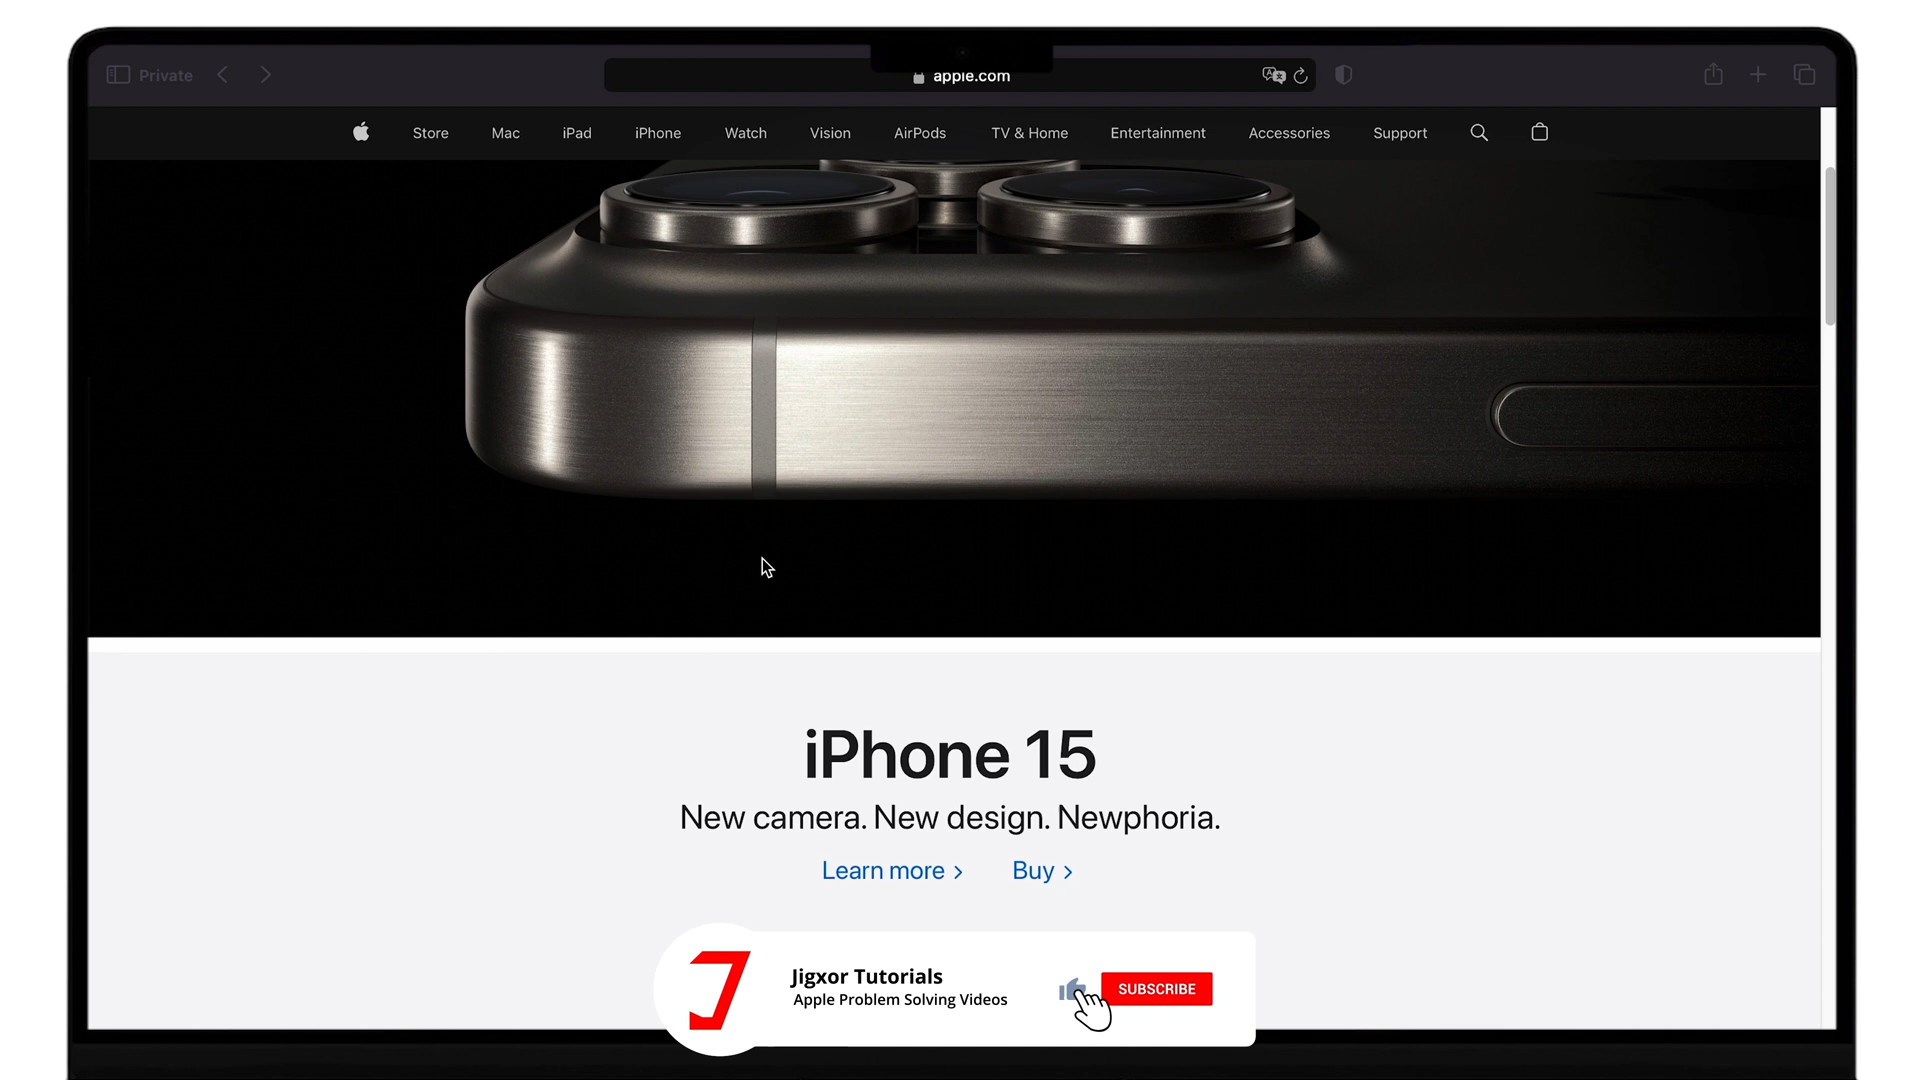 Private
apple.com
Store Mac iPad iPhone Watch Vision AirPods TV & Home Entertainment Accessories Support
iPhone 15
New camera. New design. Newphoria.
Learn more > Buy >
Jigxor Tutorials
Apple Problem Solving Videos
SUBSCRIBE